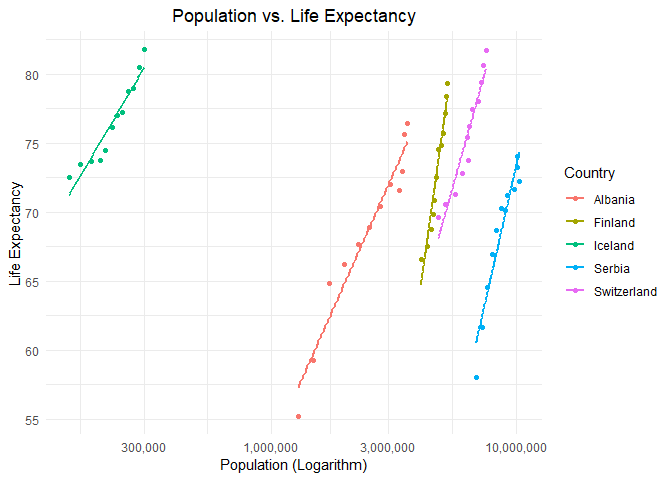 Population vs. Life Expectancy
Life Expectancy
80
75
70
65
60
55
300,000
1,000,000
3,000,000
10,000,000
Population (Logarithm)
Country
Albania
Finland
Iceland
Serbia
Switzerland